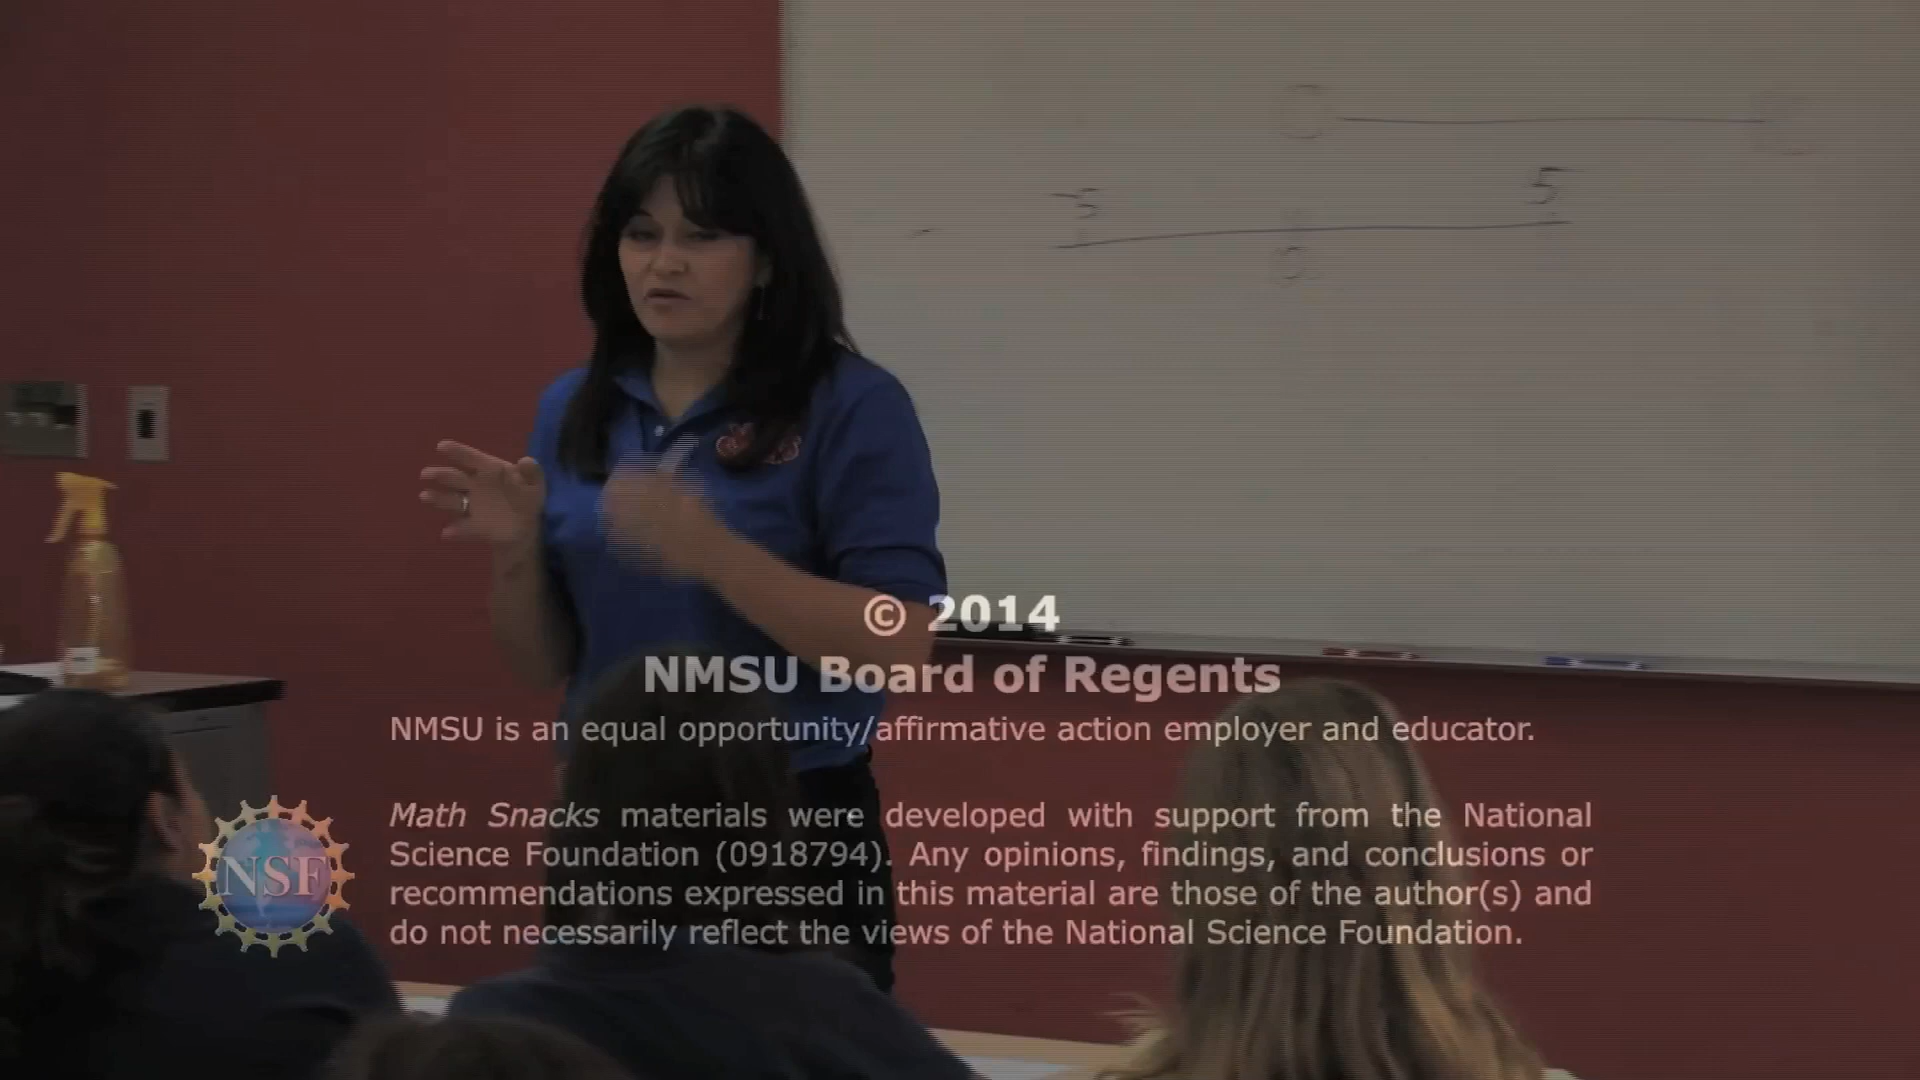 5
5
5
© 2014
NMSU Board of Regents
NMSU is an equal opportunity/affirmative action employer and educator.
Math Snacks materials were developed with support from the National
Science Foundation (0918794). Any opinions, findings, and conclusions or
recommendations expressed in this material are those of the author(s) and
do not necessarily reflect the views of the National Science Foundation.
NSF